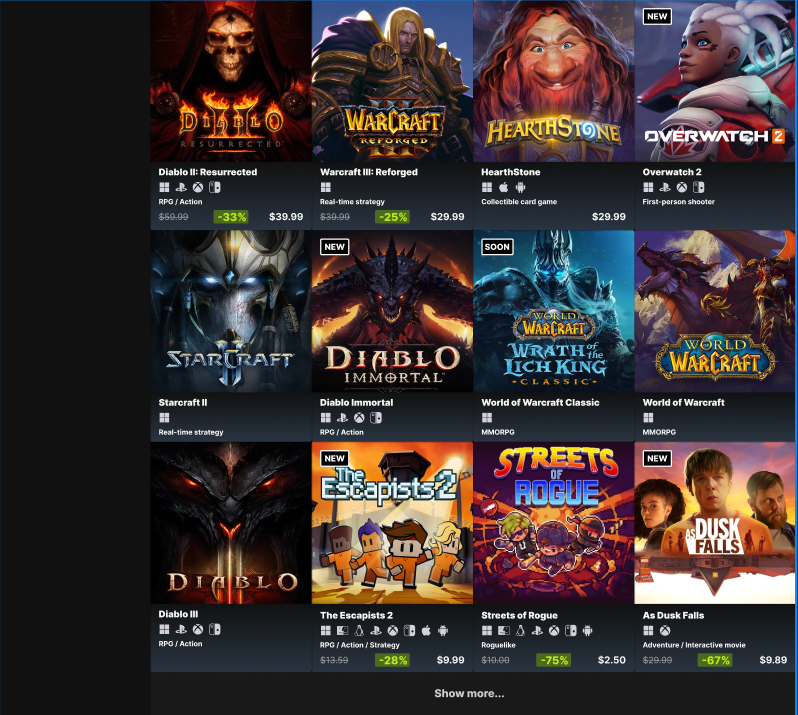 NEW
DIABLO
II
RESURRECTED
WARCRAFT
III
REFORGED
HEARTHSTONE
OVERWATCH 2
Diablo II: Resurrected
Warcraft III: Reforged
HearthStone
Overwatch 2
RPG / Action
Real-time strategy
Collectible card game
First-person shooter
$59.99 -33% $39.99
$39.99 -25% $29.99
$29.99
NEW
SOON
STARCRAFT
II
DIABLO
IMMORTAL
WORLD
OF
WARCRAFT
WRATH of the
LICH KING
CLASSIC
WORLD
OF
WARCRAFT
Starcraft II
Diablo Immortal
World of Warcraft Classic
World of Warcraft
Real-time strategy
RPG / Action
MMORPG
MMORPG
NEW
NEW
DIABLO
III
The
Escapists 2
STREETS
OF
ROGUE
AS DUSK
FALLS
Diablo III
The Escapists 2
Streets of Rogue
As Dusk Falls
RPG / Action
RPG / Action / Strategy
Roguelike
Adventure / Interactive movie
$13.59 -28% $9.99
$10.00 -75% $2.50
$29.99 -67% $9.89
Show more...